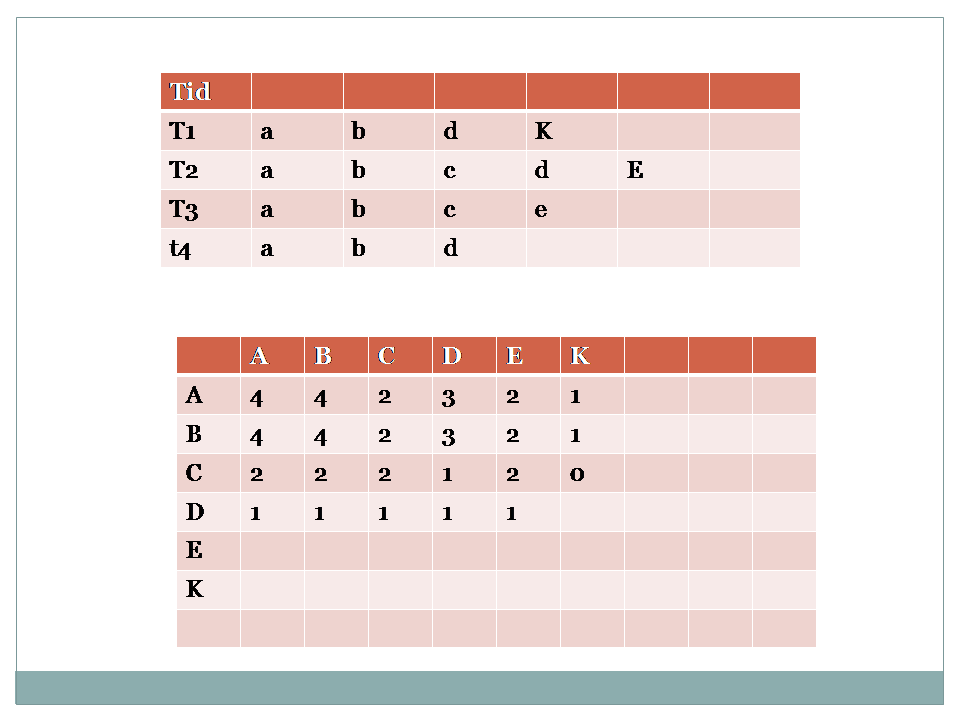 Tid
T1 a b d K
T2 a b c d E
T3 a b c e
t4 a b d
A B C D E K
A 4 4 2 3 2 1
B 4 4 2 3 2 1
C 2 2 2 1 2 0
D 1 1 1 1 1
E
K